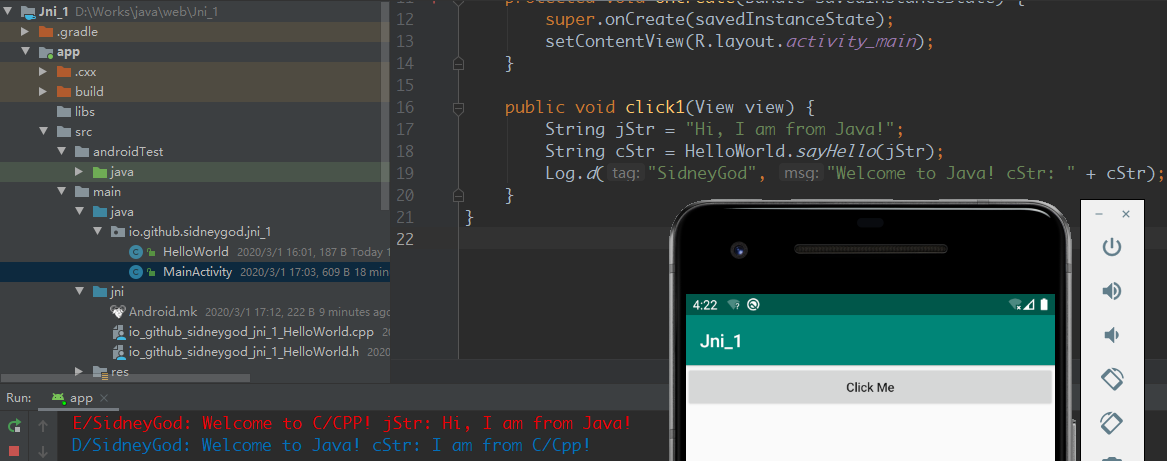 Jni_1 D:\Works\java\web\Jni_1
.gradle
app
.cxx
build
libs
src
androidTest
java
main
java
io.github.sidneygod.jni_1
HelloWorld 2020/3/1 16:01, 187 B Today 1
MainActivity 2020/3/1 17:03, 609 B 18 min
jni
Android.mk 2020/3/1 17:12, 222 B 9 minutes ago
io_github_sidneygod_jni_1_HelloWorld.cpp 20
io_github_sidneygod_jni_1_HelloWorld.h 2020
res
11 protected void onCreate(Bundle savedInstanceState) {
12 super.onCreate(savedInstanceState);
13 setContentView(R.layout.activity_main);
14 }
15
16 public void click1(View view) {
17 String jStr = "Hi, I am from Java!";
18 String cStr = HelloWorld.sayHello(jStr);
19 Log.d( tag: "SidneyGod", msg: "Welcome to Java! cStr: " + cStr);
20 }
21 }
22
4:22
Jni_1
Click Me
Run: app
E/SidneyGod: Welcome to C/CPP! jStr: Hi, I am from Java!
D/SidneyGod: Welcome to Java! cStr: I am from C/Cpp!